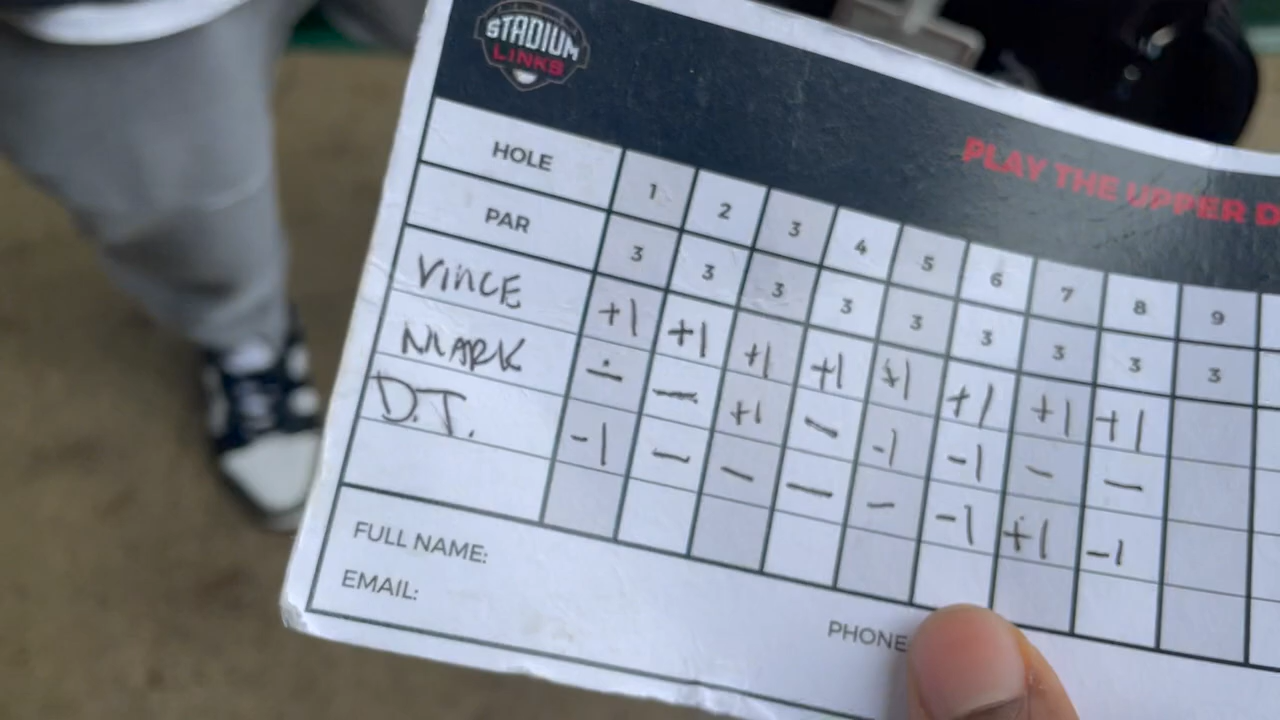 STADIUM
LINKS
PLAY THE UPPER D
HOLE 1 2 3 4 5 6 7 8 9
PAR 3 3 3 3 3 3 3 3 3
VINCE +1 +1 +1 +1 +1 +1 +1 +1
MARK - - +1 - -1 -1 - -
D.T. -1 - - - - -1 +1 -1
FULL NAME:
EMAIL:
PHONE